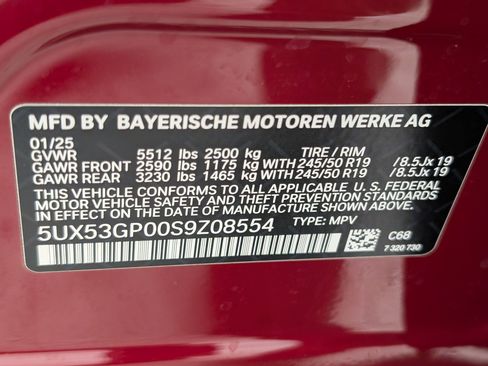 MFD BY BAYERISCHE MOTOREN WERKE AG
01/25
GVWR 5512 lbs 2500 kg TIRE / RIM
GAWR FRONT 2590 lbs 1175 kg WITH 245/50 R19 /8.5Jx 19
GAWR REAR 3230 lbs 1465 kg WITH 245/50 R19 /8.5Jx 19
THIS VEHICLE CONFORMS TO ALL APPLICABLE U. S. FEDERAL
MOTOR VEHICLE SAFETY AND THEFT PREVENTION
STANDARDS IN EFFECT ON THE DATE OF MANUFACTURE
5UX53GP00S9Z08554 TYPE: MPV
C68
7 320 730